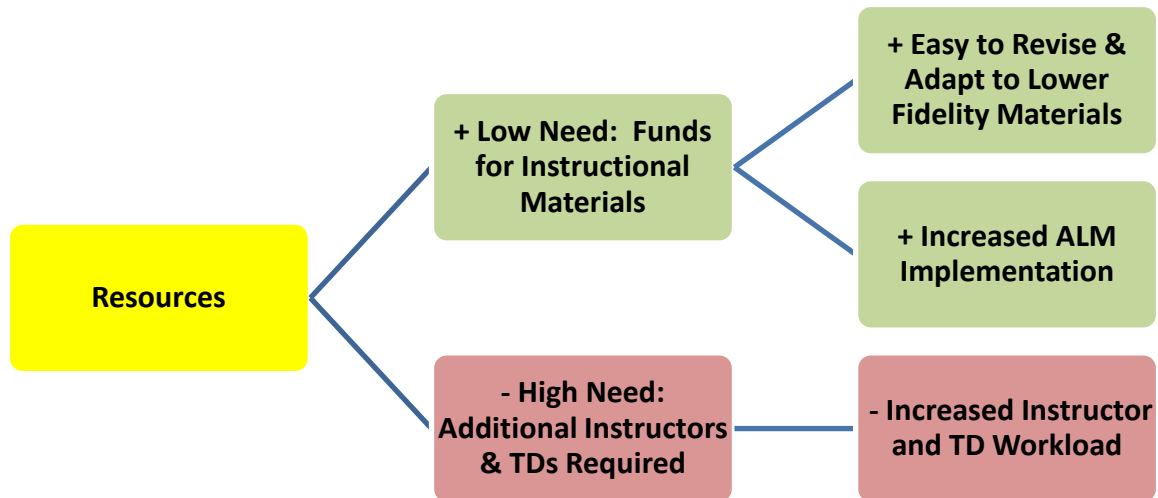 + Easy to Revise &
Adapt to Lower
Fidelity Materials
+ Low Need:  Funds
for Instructional
Materials
+ Increased ALM
Implementation
Resources
- High Need:
Additional Instructors
& TDs Required
- Increased Instructor
and TD Workload